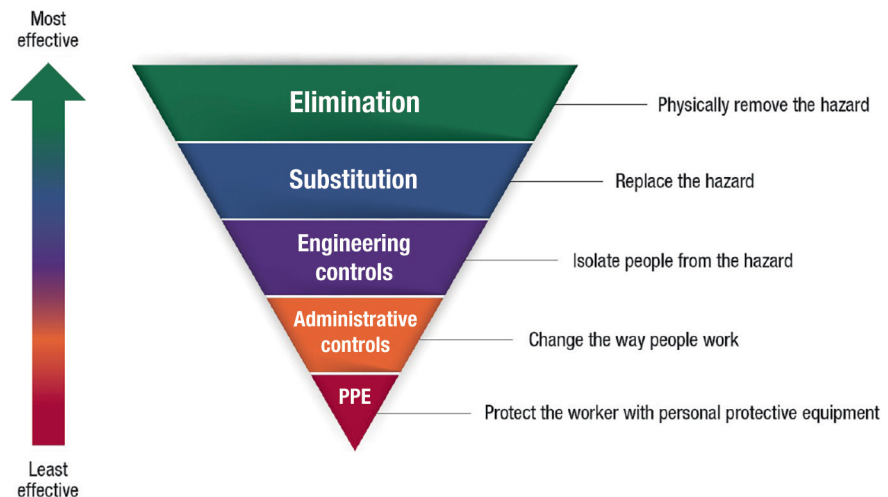 Most
effective
Elimination
Physically remove the hazard
Substitution
Replace the hazard
Engineering
controls
Isolate people from the hazard
Administrative
controls
Change the way people work
PPE
Protect the worker with personal protective equipment
Least
effective